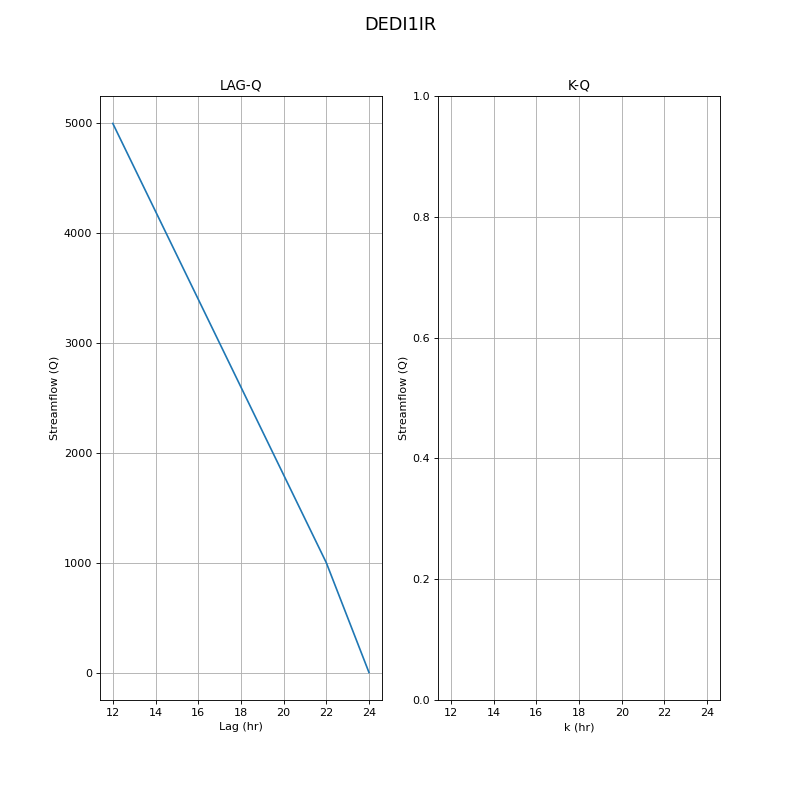 DEDI1IR
LAG-Q
5000
4000
3000
2000
1000
0
Streamflow (Q)
12 14 16 18 20 22 24
Lag (hr)
K-Q
1.0
0.8
0.6
0.4
0.2
0.0
Streamflow (Q)
12 14 16 18 20 22 24
k (hr)